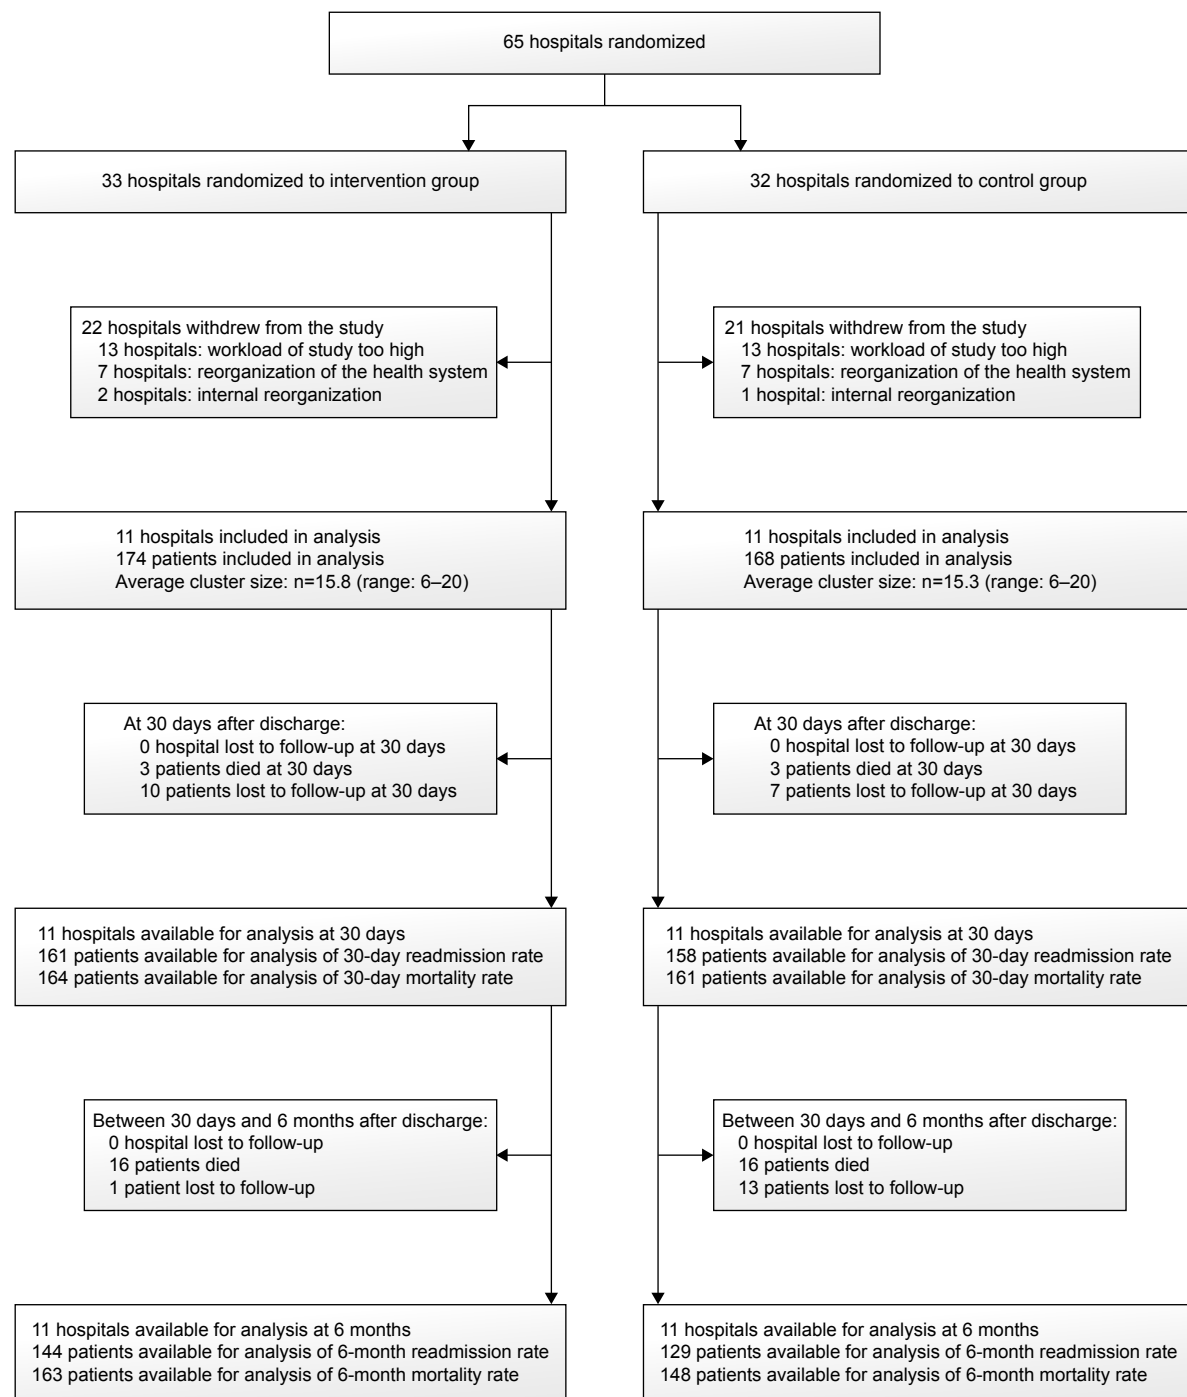 65 hospitals randomized
33 hospitals randomized to intervention group
32 hospitals randomized to control group
22 hospitals withdrew from the study
13 hospitals: workload of study too high
7 hospitals: reorganization of the health system
2 hospitals: internal reorganization
21 hospitals withdrew from the study
13 hospitals: workload of study too high
7 hospitals: reorganization of the health system
1 hospital: internal reorganization
11 hospitals included in analysis
174 patients included in analysis
Average cluster size: n=15.8 (range: 6–20)
11 hospitals included in analysis
168 patients included in analysis
Average cluster size: n=15.3 (range: 6–20)
At 30 days after discharge:
0 hospital lost to follow-up at 30 days
3 patients died at 30 days
10 patients lost to follow-up at 30 days
At 30 days after discharge:
0 hospital lost to follow-up at 30 days
3 patients died at 30 days
7 patients lost to follow-up at 30 days
11 hospitals available for analysis at 30 days
161 patients available for analysis of 30-day readmission rate
164 patients available for analysis of 30-day mortality rate
11 hospitals available for analysis at 30 days
158 patients available for analysis of 30-day readmission rate
161 patients available for analysis of 30-day mortality rate
Between 30 days and 6 months after discharge:
0 hospital lost to follow-up
16 patients died
1 patient lost to follow-up
Between 30 days and 6 months after discharge:
0 hospital lost to follow-up
16 patients died
13 patients lost to follow-up
11 hospitals available for analysis at 6 months
144 patients available for analysis of 6-month readmission rate
163 patients available for analysis of 6-month mortality rate
11 hospitals available for analysis at 6 months
129 patients available for analysis of 6-month readmission rate
148 patients available for analysis of 6-month mortality rate